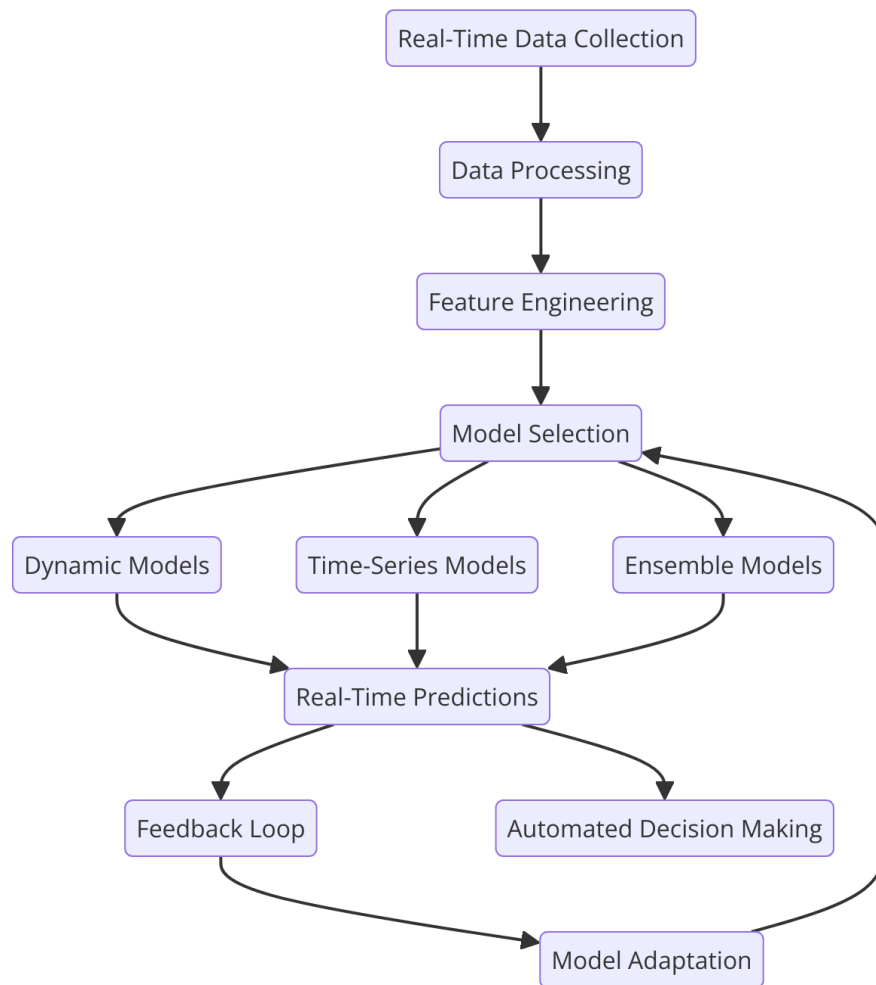 Real-Time Data Collection
Data Processing
Feature Engineering
Model Selection
Dynamic Models
Time-Series Models
Ensemble Models
Real-Time Predictions
Feedback Loop
Automated Decision Making
Model Adaptation